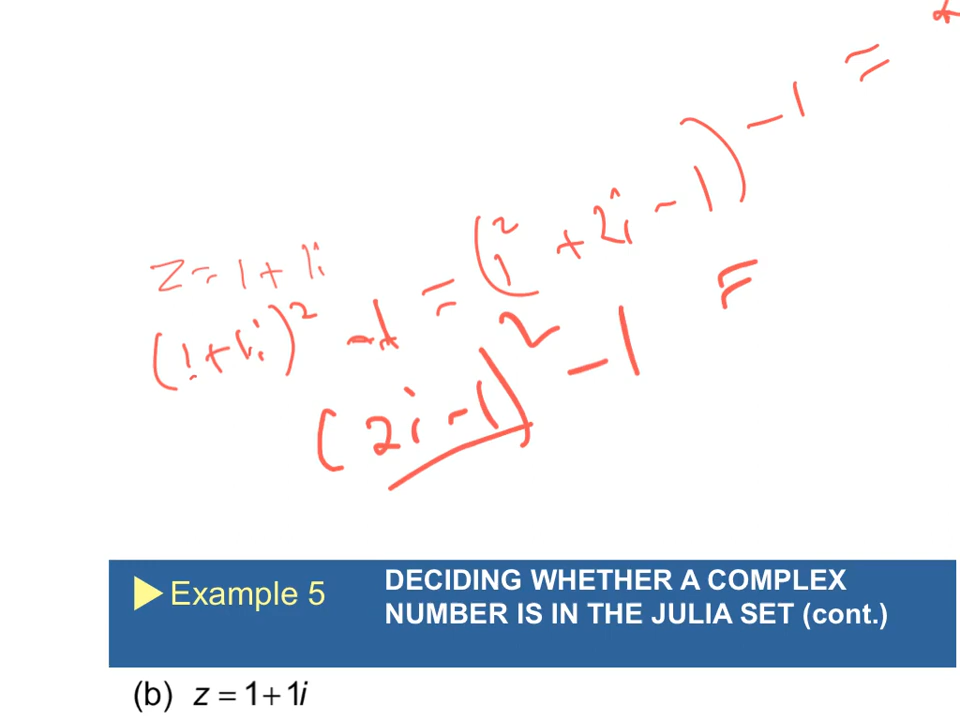 z = 1 + 1i
(1+1i)² - 1 = (1² + 2i - 1) - 1 =
(2i - 1)² - 1 =
Example 5
DECIDING WHETHER A COMPLEX
NUMBER IS IN THE JULIA SET (cont.)
(b) z = 1+1i